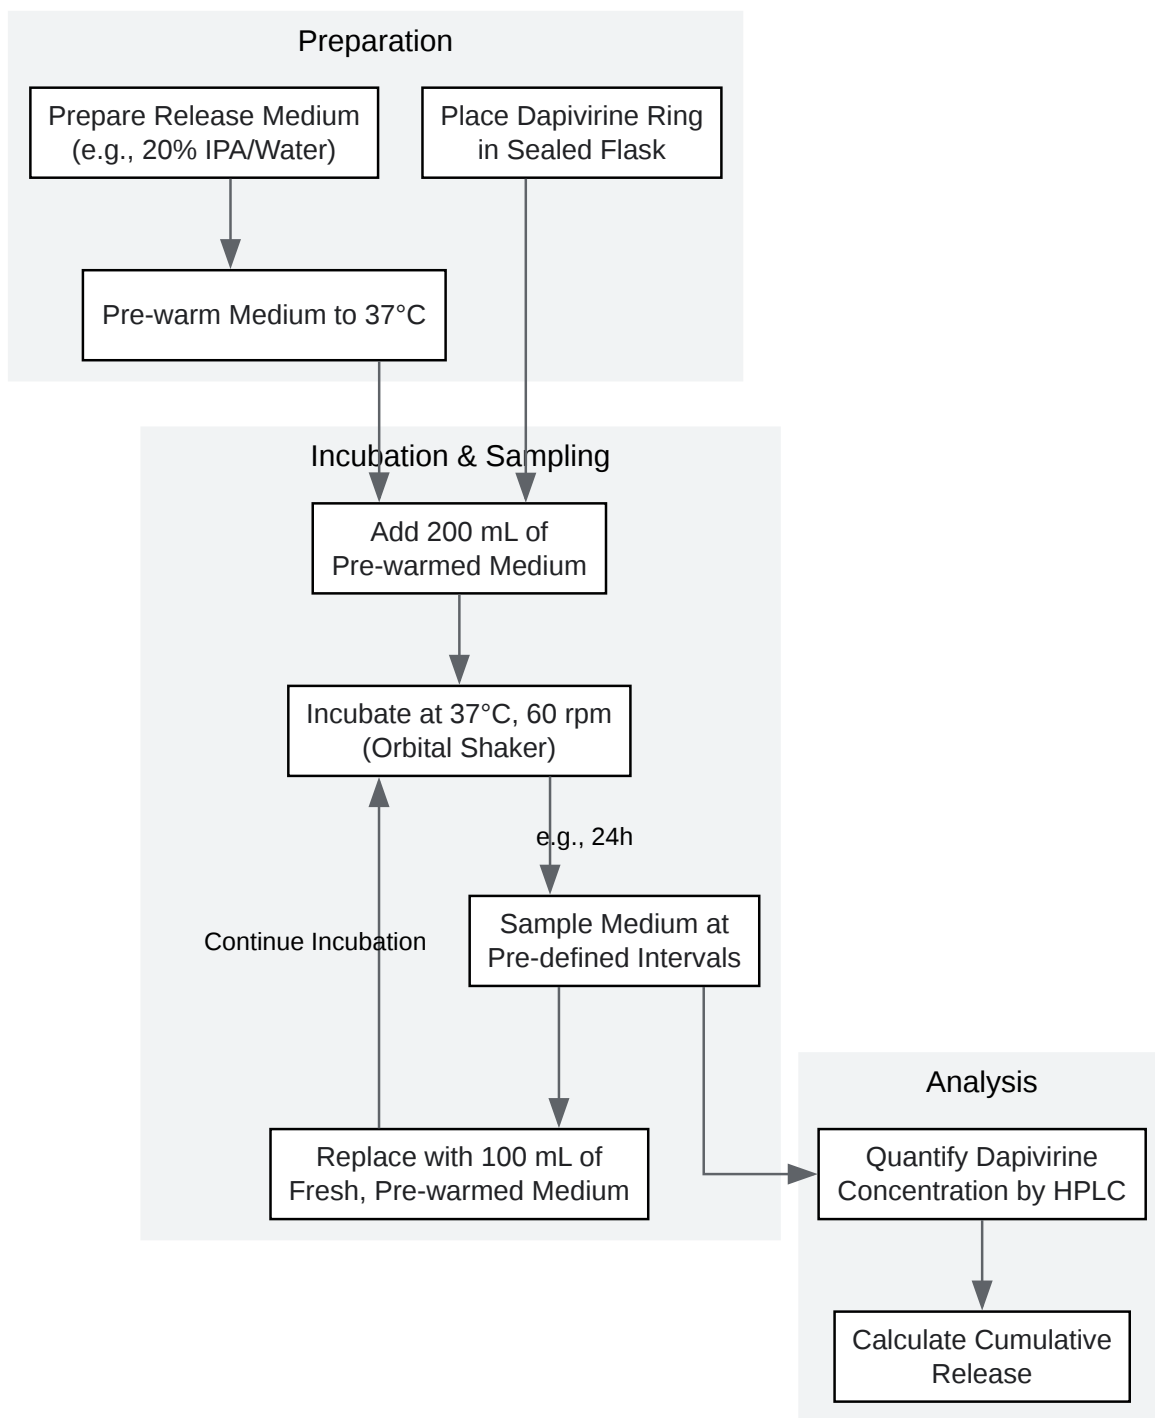 Preparation
Prepare Release Medium
(e.g., 20% IPA/Water)
Place Dapivirine Ring
in Sealed Flask
Pre-warm Medium to 37°C
Incubation & Sampling
Add 200 mL of
Pre-warmed Medium
Incubate at 37°C, 60 rpm
(Orbital Shaker)
e.g., 24h
Sample Medium at
Pre-defined Intervals
Continue Incubation
Replace with 100 mL of
Fresh, Pre-warmed Medium
Analysis
Quantify Dapivirine
Concentration by HPLC
Calculate Cumulative
Release